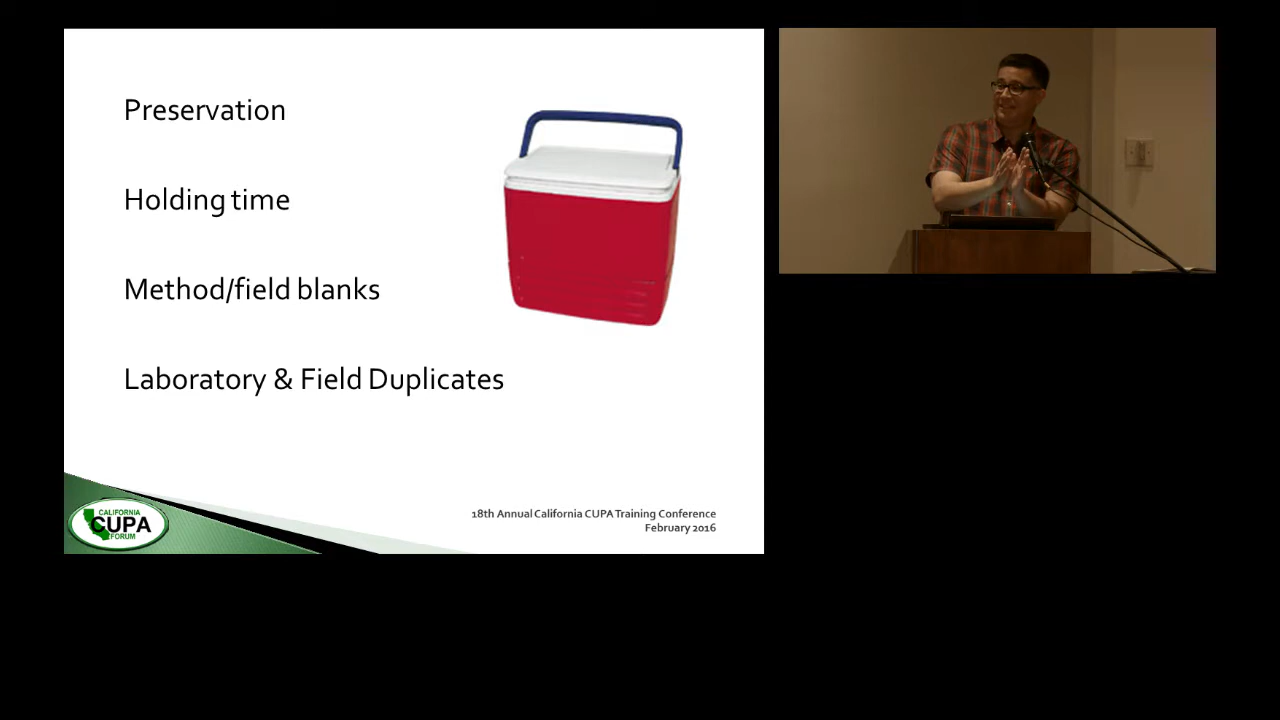 Preservation
Holding time
Method/field blanks
Laboratory & Field Duplicates
18th Annual California CUPA Training Conference
February 2016
CALIFORNIA
CUPA
FORUM